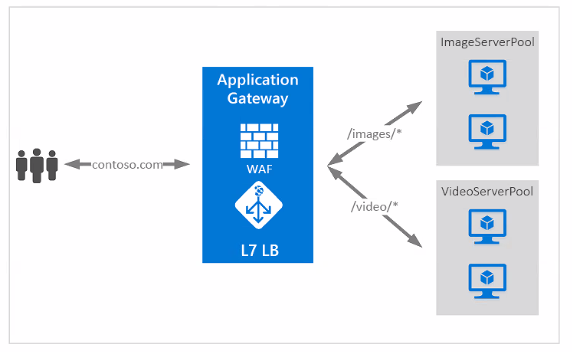 ImageServerPool
Application
Gateway
/images/*
WAF
contoso.com
/video/*
VideoServerPool
L7 LB